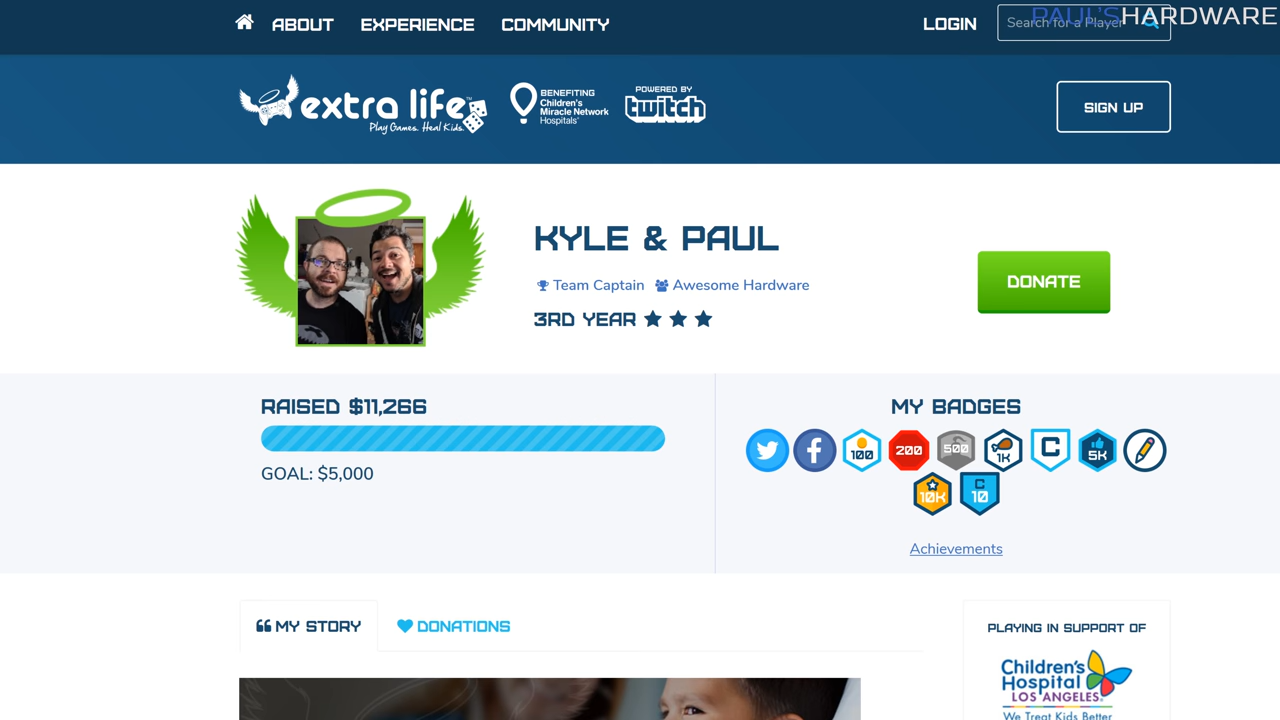 ABOUT EXPERIENCE COMMUNITY LOGIN Search for a Player PAUL'SHARDWARE
extra life™
Play Games. Heal Kids.
BENEFITING
Children's
Miracle Network
Hospitals®
POWERED BY
twitch
SIGN UP
KYLE & PAUL
Team Captain Awesome Hardware
3RD YEAR
DONATE
RAISED $11,266
GOAL: $5,000
MY BADGES
100 200 500 1K C 5K
10K C 10
Achievements
MY STORY DONATIONS
PLAYING IN SUPPORT OF
Children's
Hospital
LOS ANGELES®
We Treat Kids Better